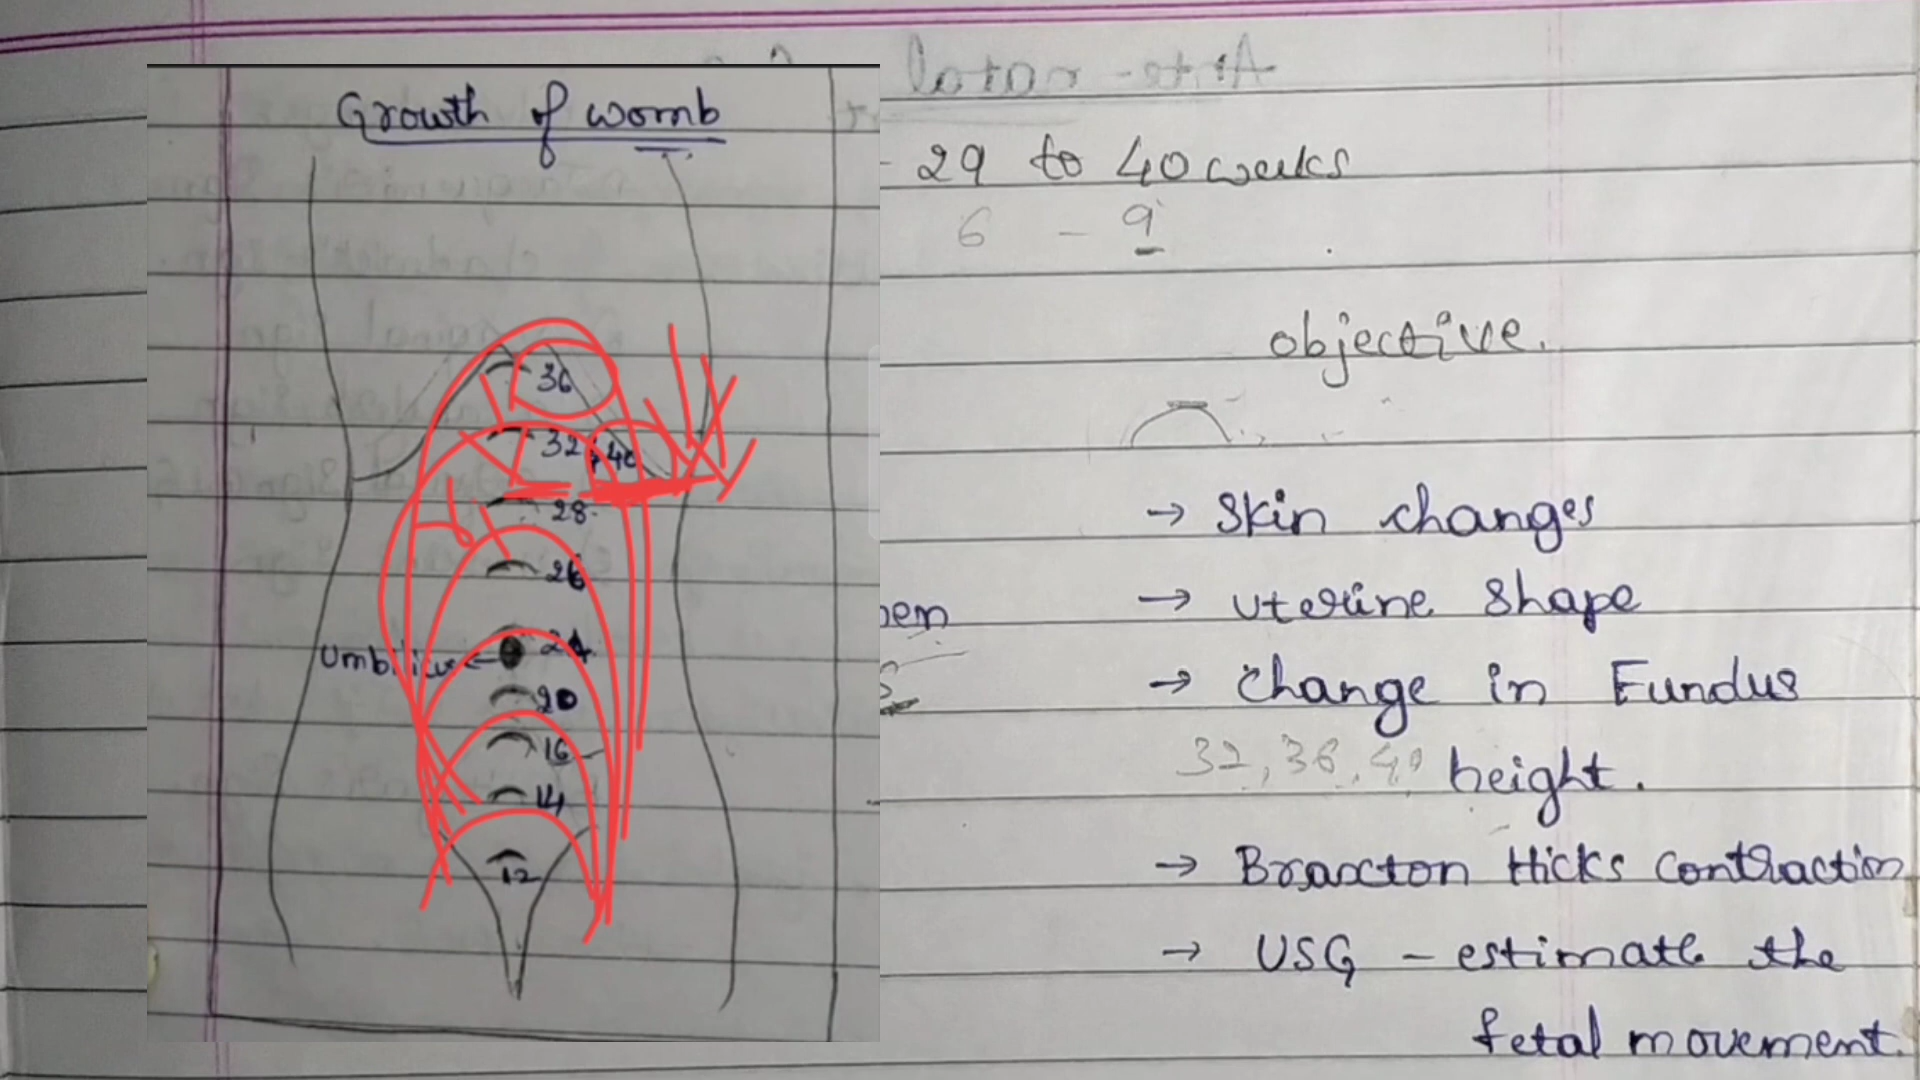 Growth of womb
36
32, 40
28
26
Umbilicus
24
20
16
14
12
29 to 40 weeks
6 - 9
objective.
→ Skin changes
→ uterine shape
→ change in Fundus
32, 36, 40 height.
→ Braxton Hicks contraction
→ USG - estimate the
fetal movement.